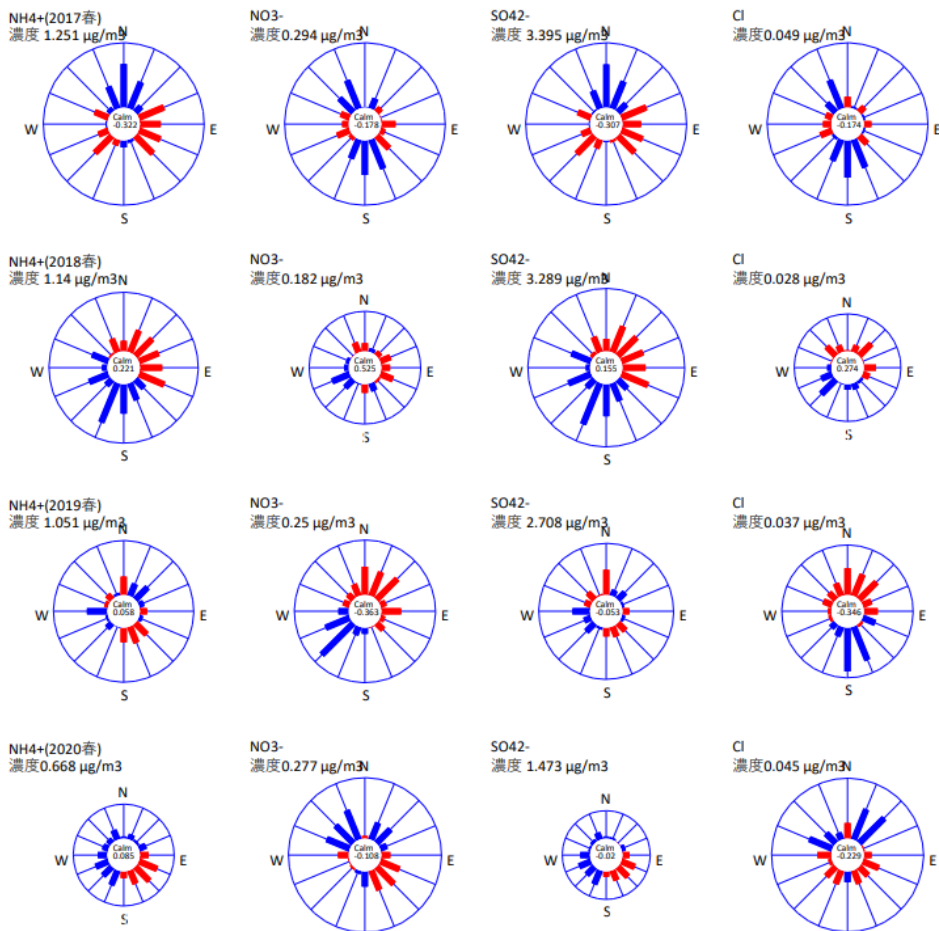 NH4+(2017春)
濃度 1.251 µg/m3
N
W
E
S
Calm
-0.322
NO3-
濃度0.294 µg/m3
N
W
E
S
Calm
-0.178
SO42-
濃度 3.395 µg/m3
N
W
E
S
Calm
-0.307
Cl
濃度0.049 µg/m3
N
W
E
S
Calm
-0.174
NH4+(2018春)
濃度 1.14 µg/m3
N
W
E
S
Calm
0.221
NO3-
濃度0.182 µg/m3
N
W
E
S
Calm
0.525
SO42-
濃度 3.289 µg/m3
N
W
E
S
Calm
0.155
Cl
濃度0.028 µg/m3
N
W
E
S
Calm
0.274
NH4+(2019春)
濃度 1.051 µg/m3
N
W
E
S
Calm
0.058
NO3-
濃度0.25 µg/m3
N
W
E
S
Calm
-0.363
SO42-
濃度 2.708 µg/m3
N
W
E
S
Calm
-0.053
Cl
濃度0.037 µg/m3
N
W
E
S
Calm
-0.346
NH4+(2020春)
濃度0.668 µg/m3
N
W
E
S
Calm
0.085
NO3-
濃度0.277 µg/m3
N
W
E
Calm
-0.108
SO42-
濃度 1.473 µg/m3
N
W
E
S
Calm
-0.02
Cl
濃度0.045 µg/m3
N
W
E
Calm
-0.229